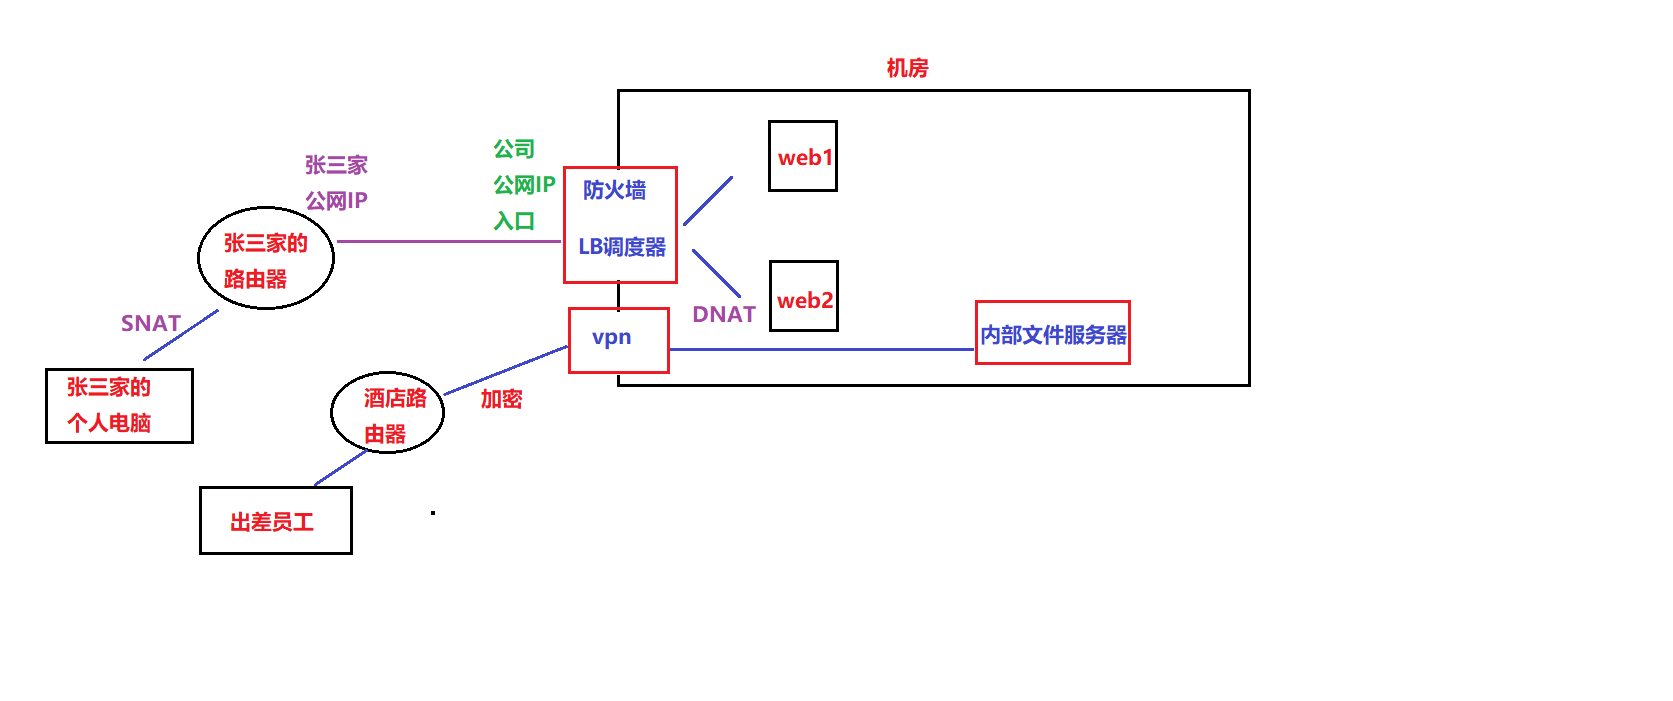 机房
公司
公网IP
入口
张三家
公网IP
防火墙
LB调度器
web1
张三家的
路由器
web2
DNAT
SNAT
vpn
内部文件服务器
张三家的
个人电脑
酒店路
由器
加密
出差员工